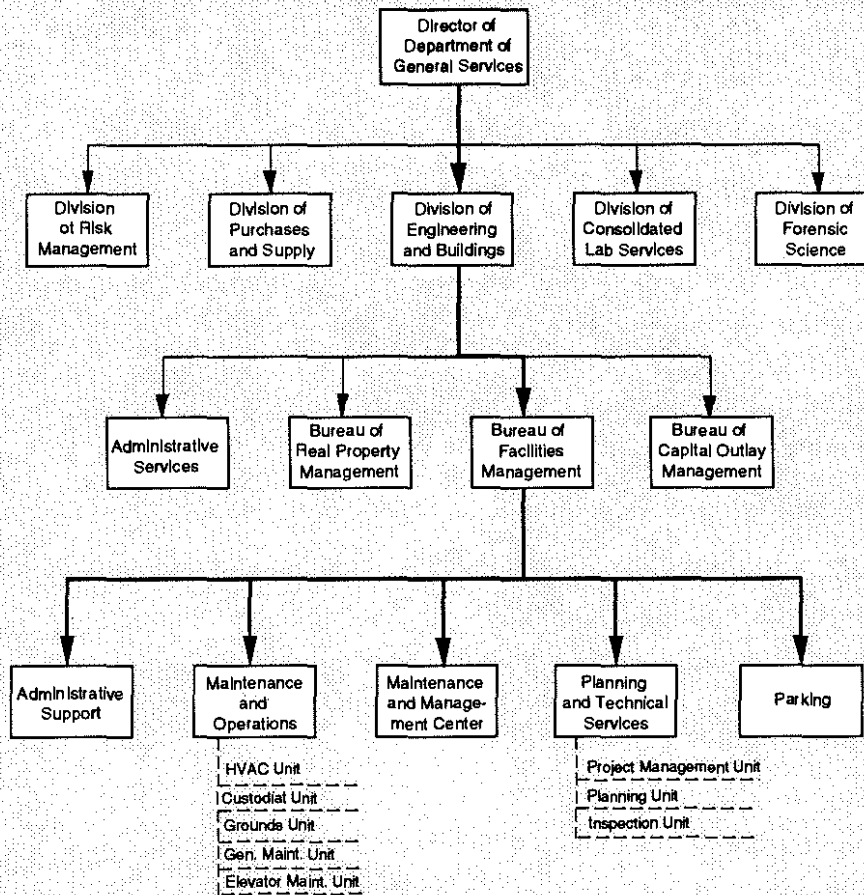 Director of
Department of
General Services
Division
of Risk
Management
Division of
Purchases
and Supply
Division of
Engineering
and Buildings
Division of
Consolidated
Lab Services
Division of
Forensic
Science
Administrative
Services
Bureau of
Real Property
Management
Bureau of
Facilities
Management
Bureau of
Capital Outlay
Management
Administrative
Support
Maintenance
and
Operations
Maintenance
and Manage-
ment Center
Planning
and Technical
Services
Parking
HVAC Unit
Custodial Unit
Grounds Unit
Gen. Maint. Unit
Elevator Maint. Unit
Project Management Unit
Planning Unit
Inspection Unit